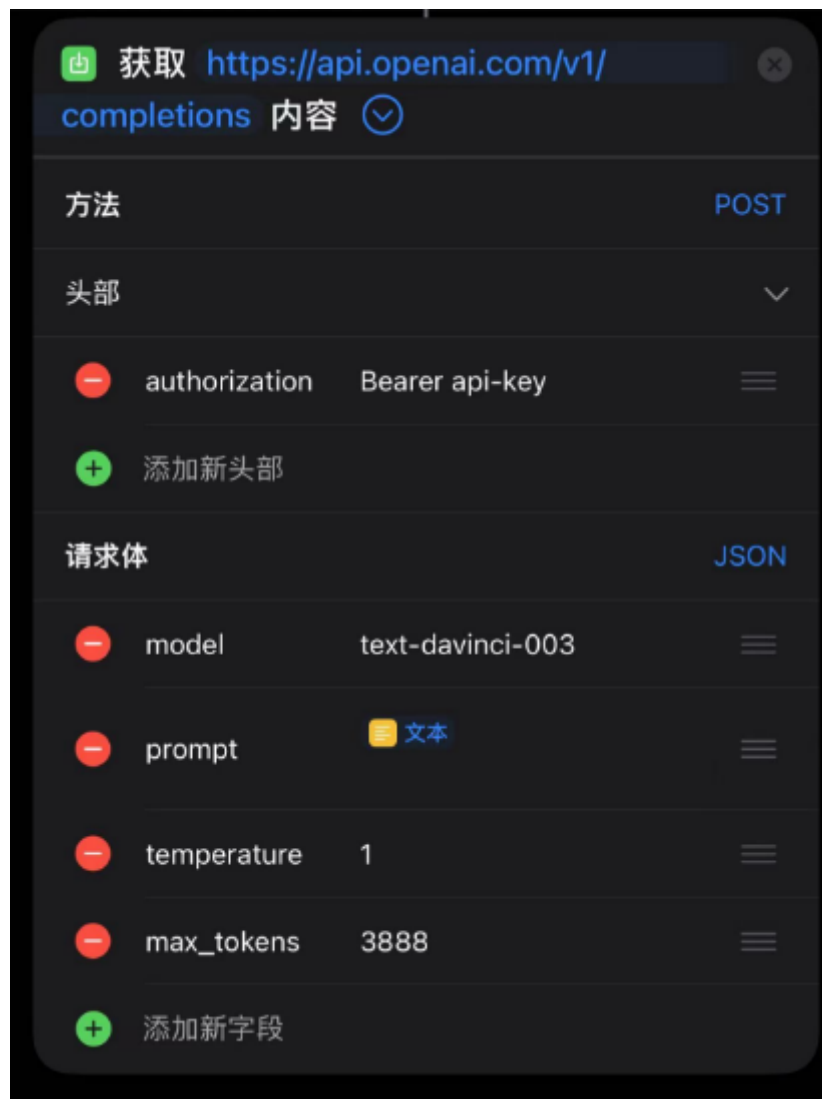 获取 https://api.openai.com/v1/
completions 内容
方法 POST
头部
authorization Bearer api-key
添加新头部
请求体 JSON
model text-davinci-003
prompt 文本
temperature 1
max_tokens 3888
添加新字段